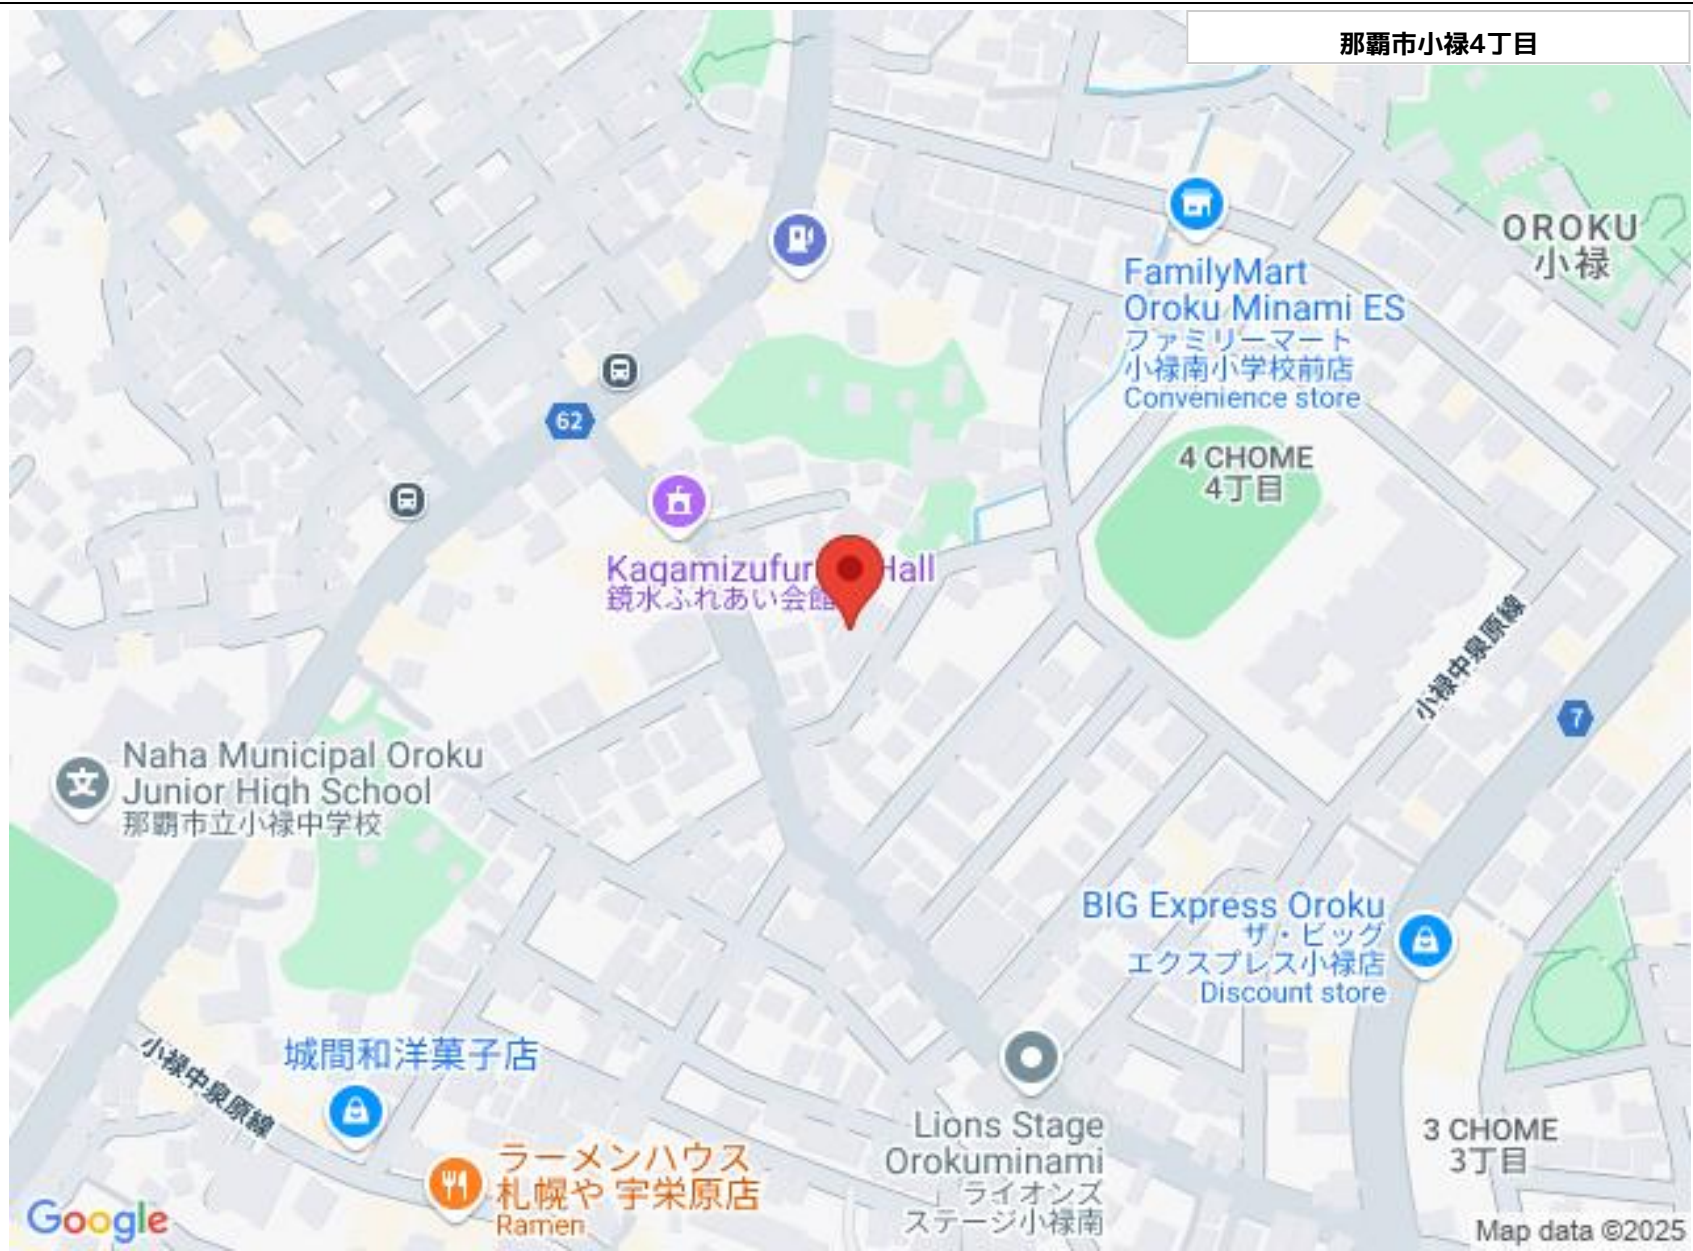 那覇市小禄4丁目
OROKU
小禄
FamilyMart
Oroku Minami ES
ファミリーマート
小禄南小学校前店
Convenience store
62
4 CHOME
4丁目
Hall
鏡水ふれあい会館
小禄中泉原線
7
Naha Municipal Oroku
Junior High School
那覇市立小禄中学校
文
BIG Express Oroku
ザ・ビッグ
エクスプレス小禄店
Discount store
城間和洋菓子店
小禄中泉原線
Lions Stage
Orokuminami
ライオンズ
ステージ小禄南
3 CHOME
3丁目
ラーメンハウス
札幌や 宇栄原店
Ramen
Google
Map data ©2025